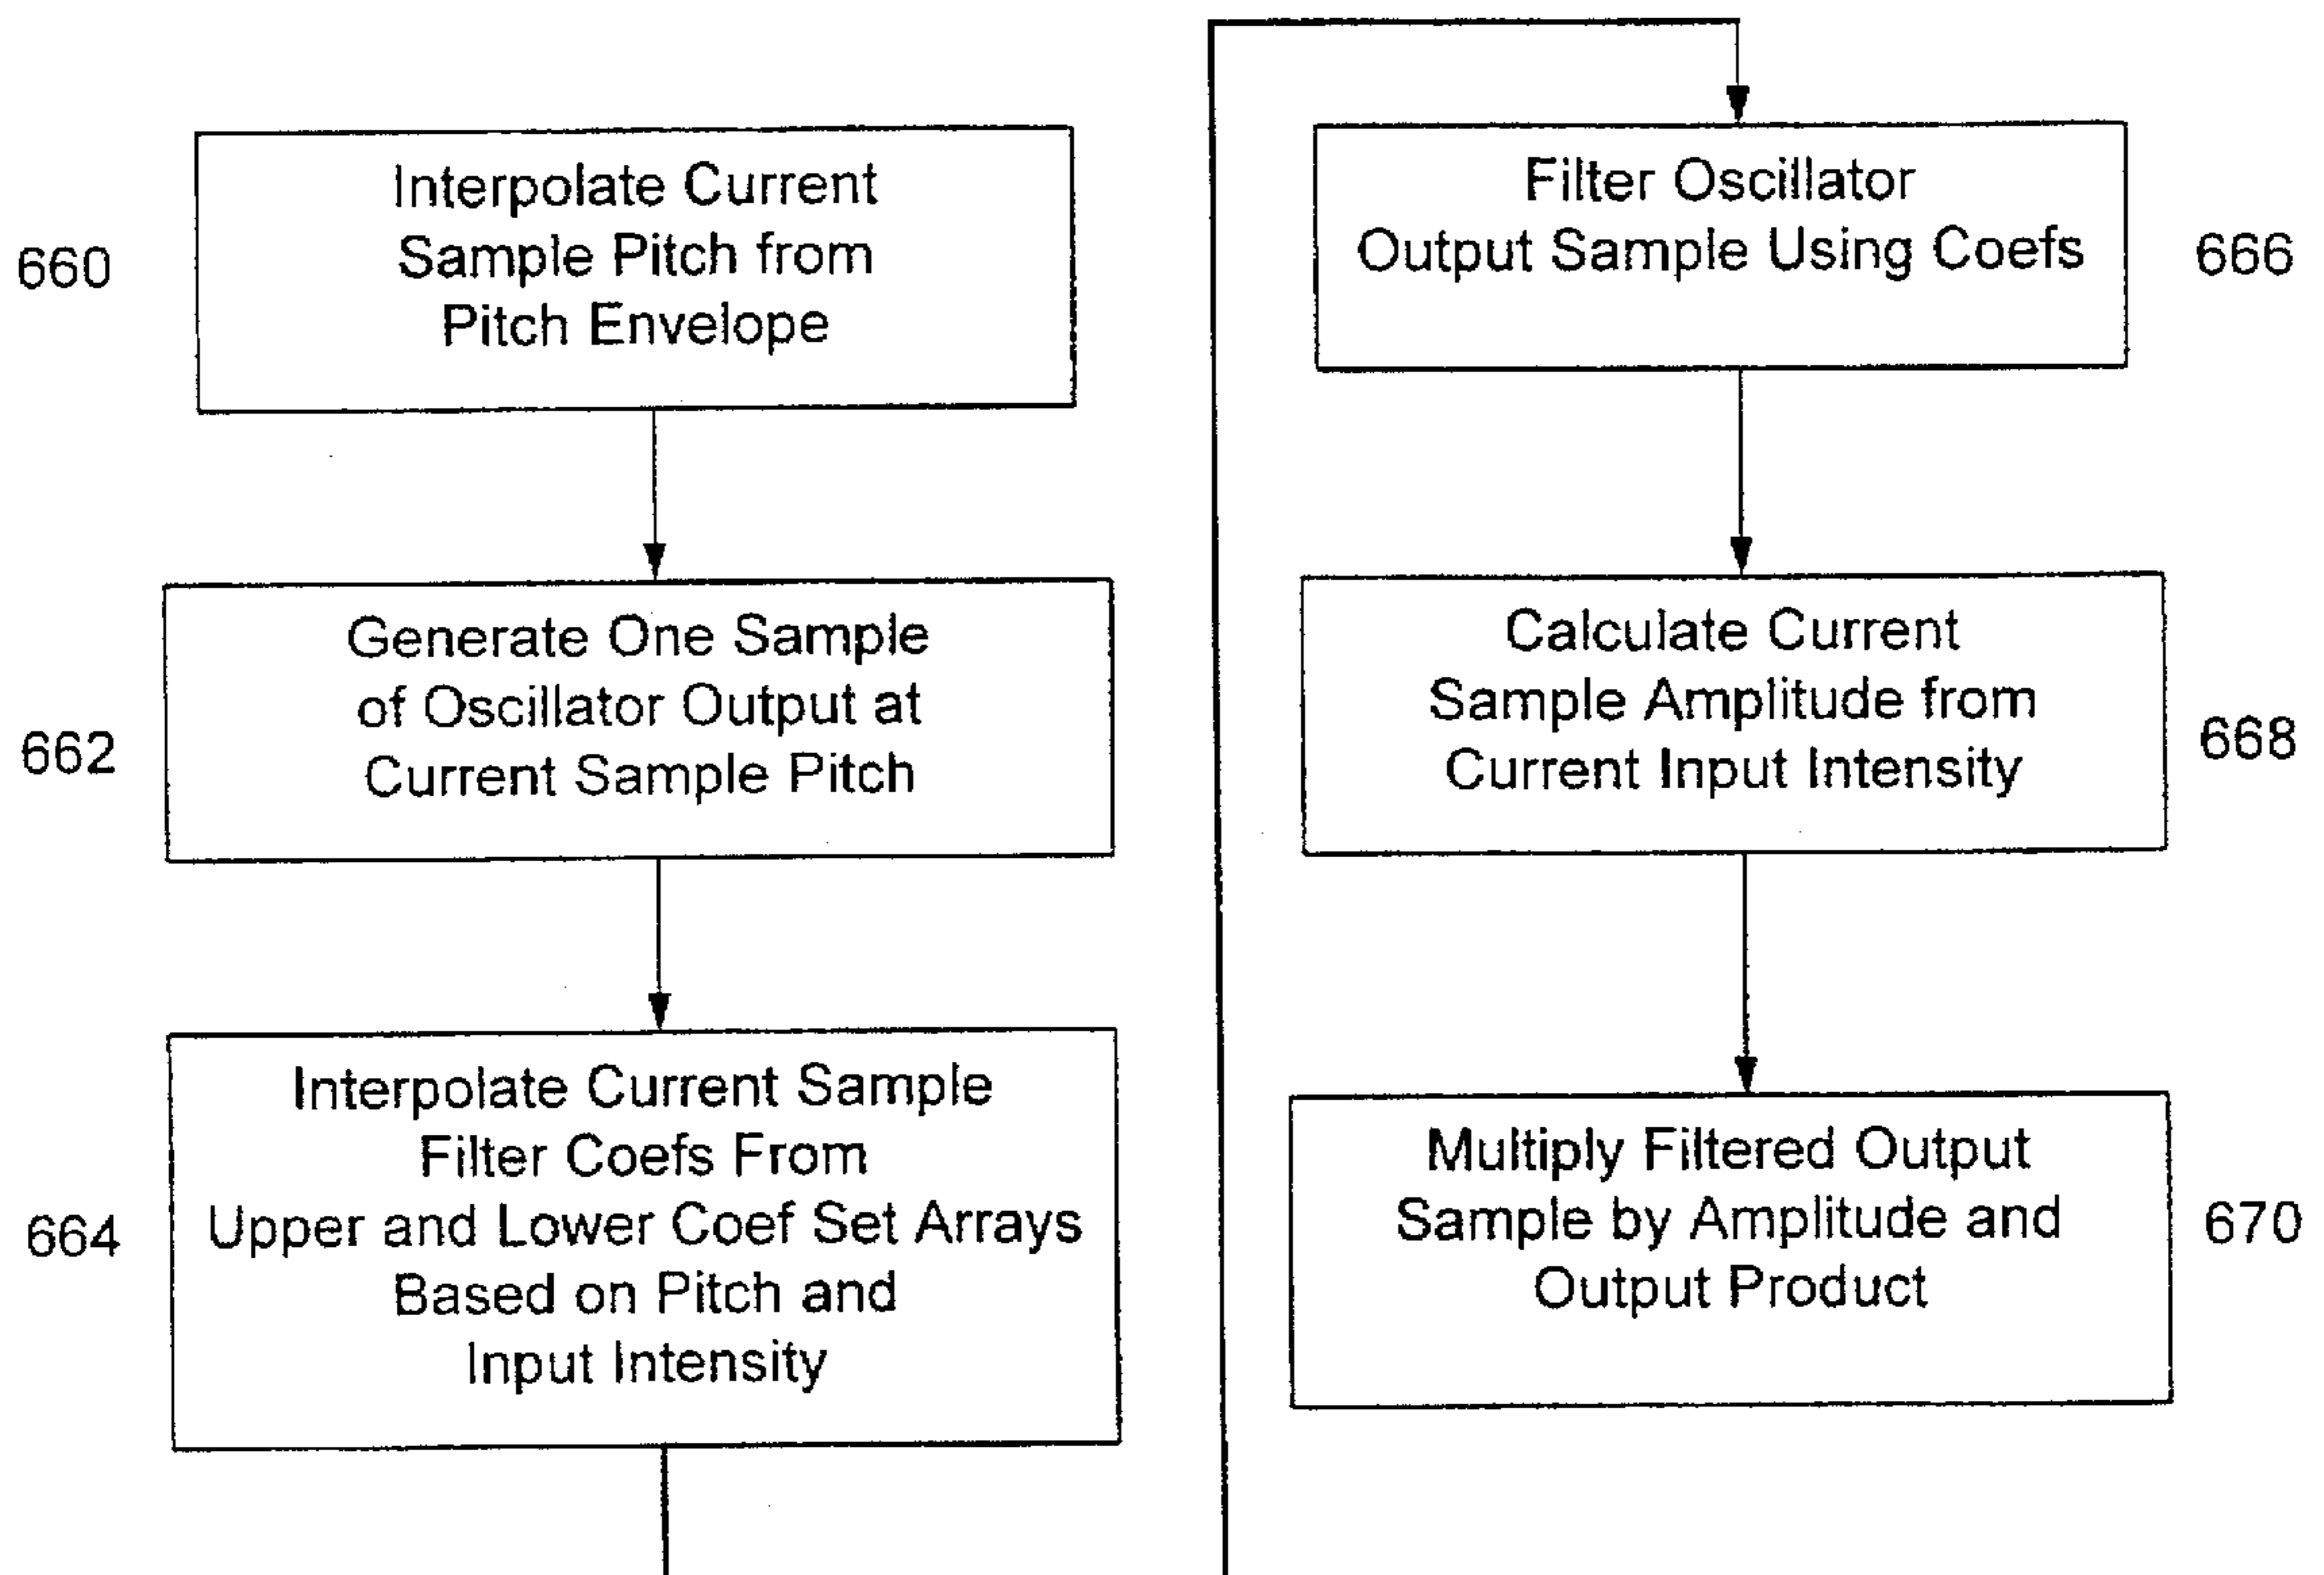 660
Interpolate Current
Sample Pitch from
Pitch Envelope
662
Generate One Sample
of Oscillator Output at
Current Sample Pitch
664
Interpolate Current Sample
Filter Coefs From
Upper and Lower Coef Set Arrays
Based on Pitch and
Input Intensity
Filter Oscillator
Output Sample Using Coefs
666
Calculate Current
Sample Amplitude from
Current Input Intensity
668
Multiply Filtered Output
Sample by Amplitude and
Output Product
670